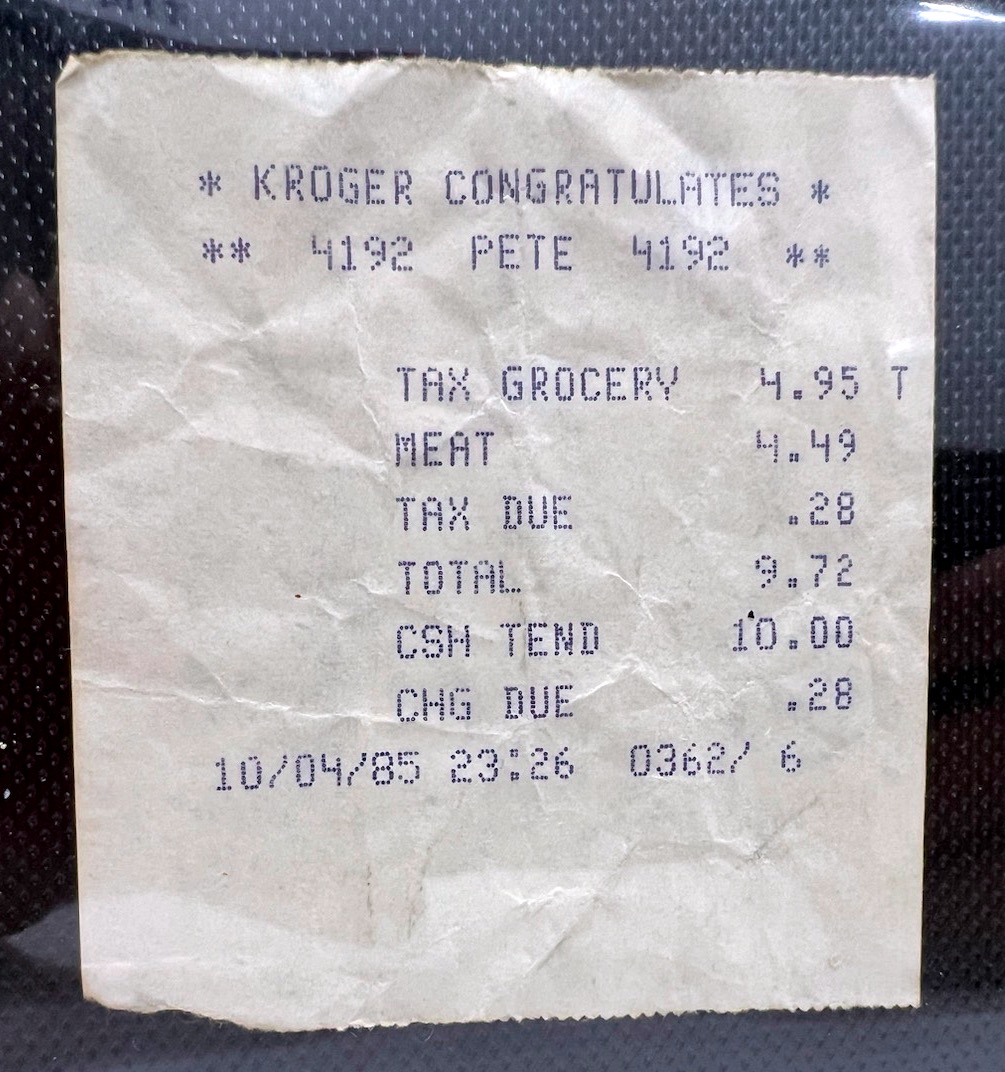 * KROGER CONGRATULATES *
** 4192 PETE 4192 **
TAX GROCERY 4.95 T
MEAT 4.49
TAX DUE .28
TOTAL 9.72
CSH TEND 10.00
CHG DUE .28
10/04/85 23:26 0362/ 6